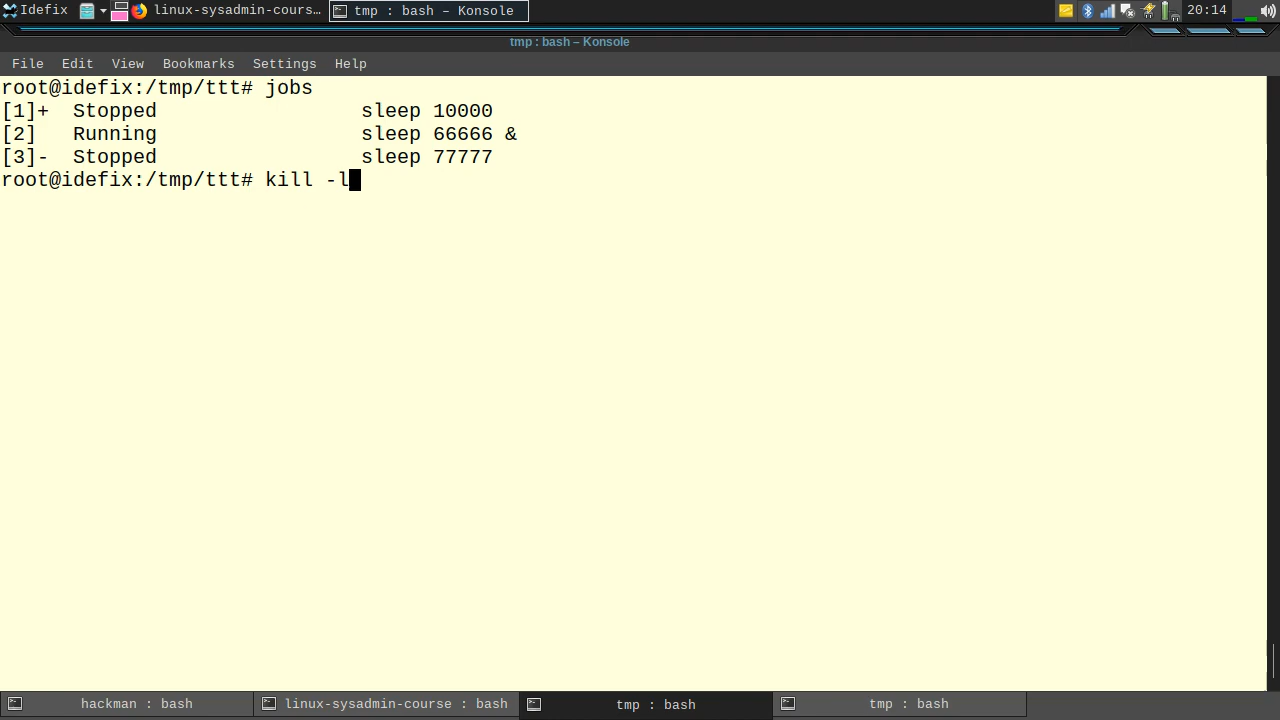 Idefix linux-sysadmin-cours… tmp : bash – Konsole 20:14
tmp : bash – Konsole
File Edit View Bookmarks Settings Help
root@idefix:/tmp/ttt# jobs
[1]+  Stopped                 sleep 10000
[2]   Running                 sleep 66666 &
[3]-  Stopped                 sleep 77777
root@idefix:/tmp/ttt# kill -l
hackman : bash linux-sysadmin-course : bash tmp : bash tmp : bash